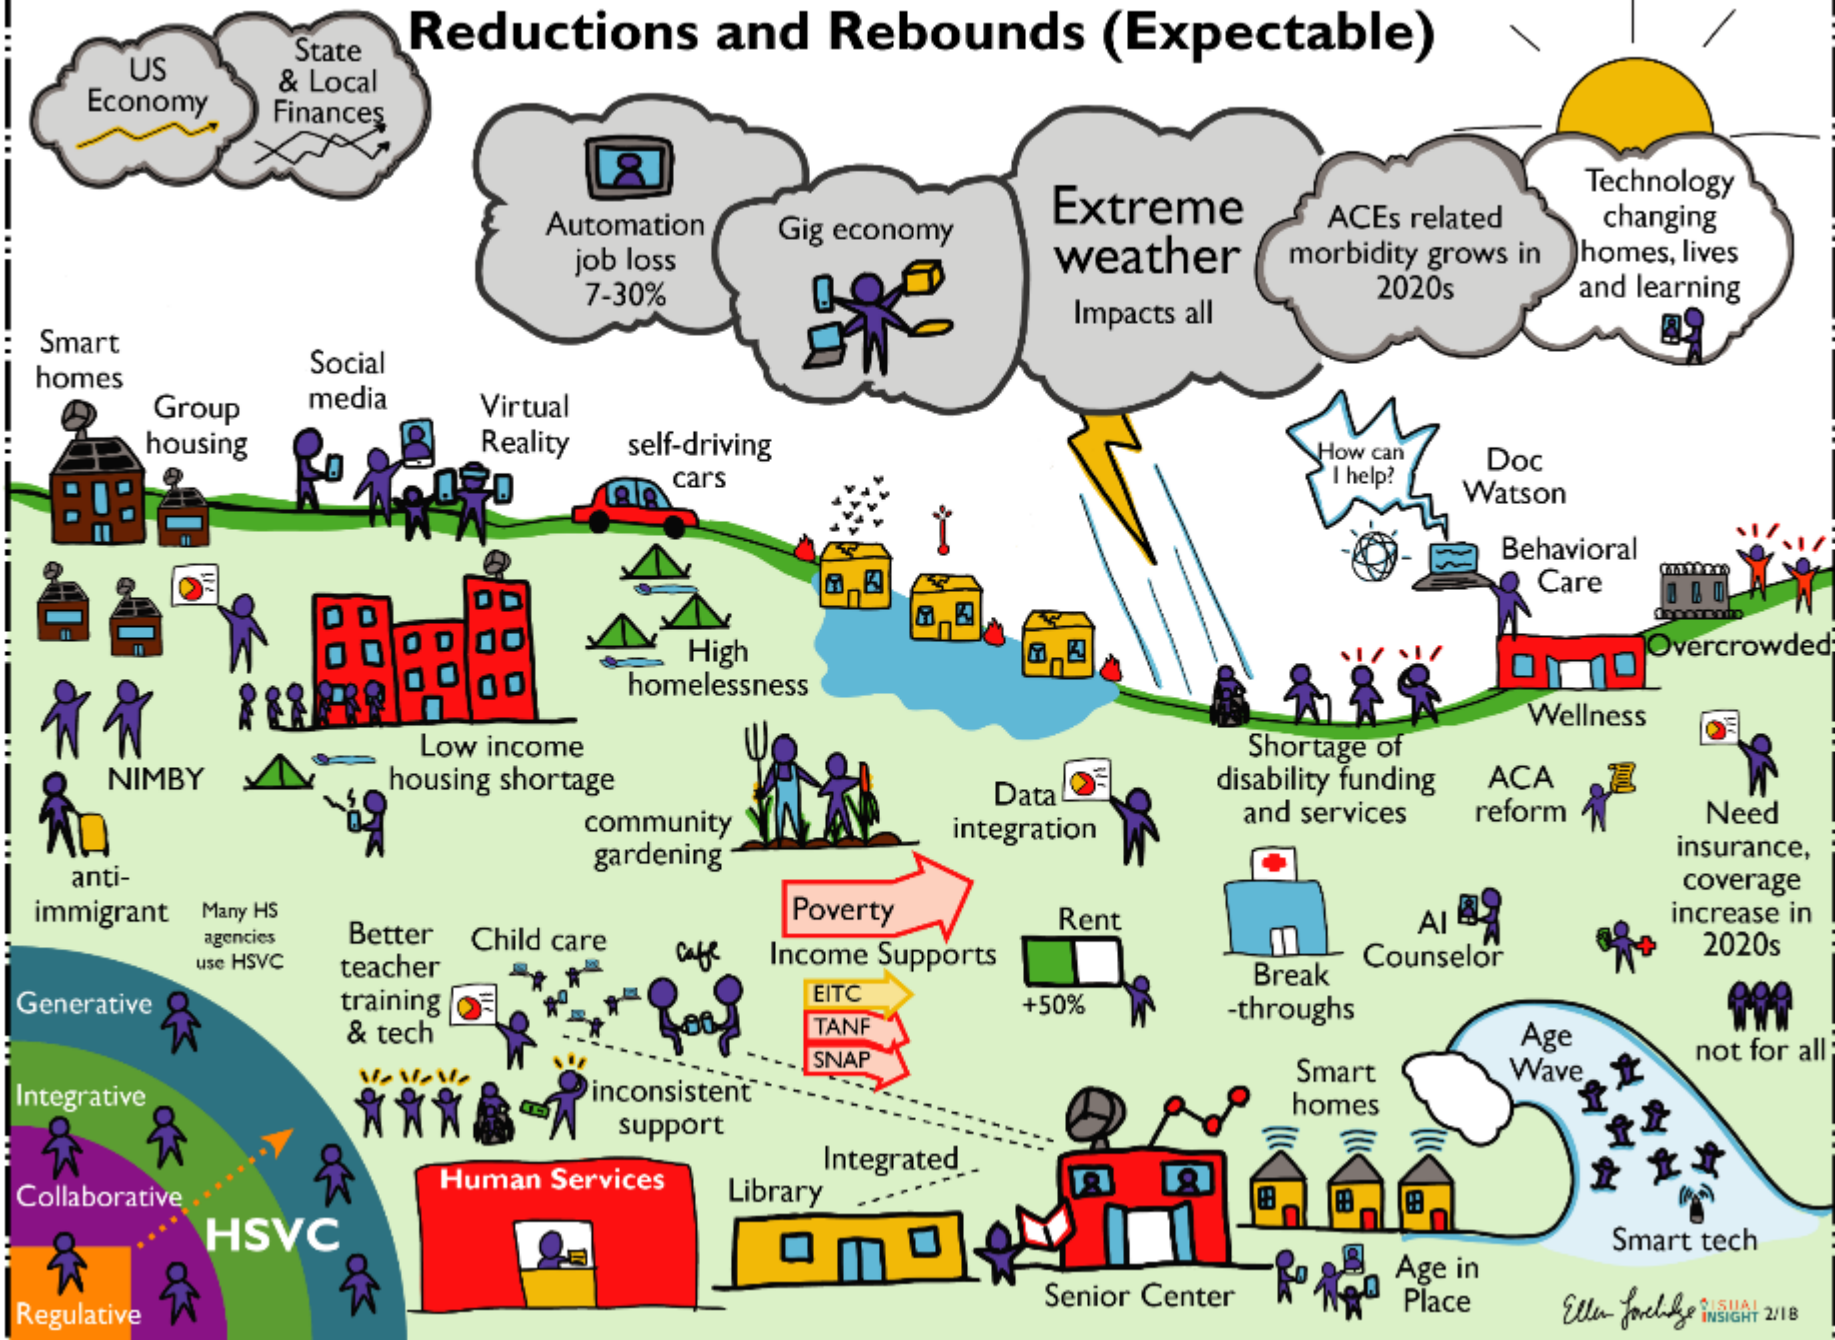 Reductions and Rebounds (Expectable)
US
Economy
State
& Local
Finances
Automation
job loss
7-30%
Gig economy
Extreme
weather
Impacts all
ACEs related
morbidity grows in
2020s
Technology
changing
homes, lives
and learning
Smart
homes
Group
housing
Social
media
Virtual
Reality
self-driving
cars
How can
I help?
Doc
Watson
Behavioral
Care
Overcrowded
Wellness
High
homelessness
NIMBY
Low income
housing shortage
anti-
immigrant
community
gardening
Data
integration
Shortage of
disability funding
and services
ACA
reform
Need
insurance,
coverage
increase in
2020s
not for all
Many HS
agencies
use HSVC
Better
teacher
training
& tech
Child care
cafe
Poverty
Income Supports
EITC
TANF
SNAP
Rent
+50%
Break
-throughs
AI
Counselor
inconsistent
support
Generative
Integrative
Collaborative
Regulative
HSVC
Human Services
Library
Integrated
Senior Center
Smart
homes
Age
Wave
Smart tech
Age in
Place
Ellen Lovelidge VISUAL
INSIGHT 2/18